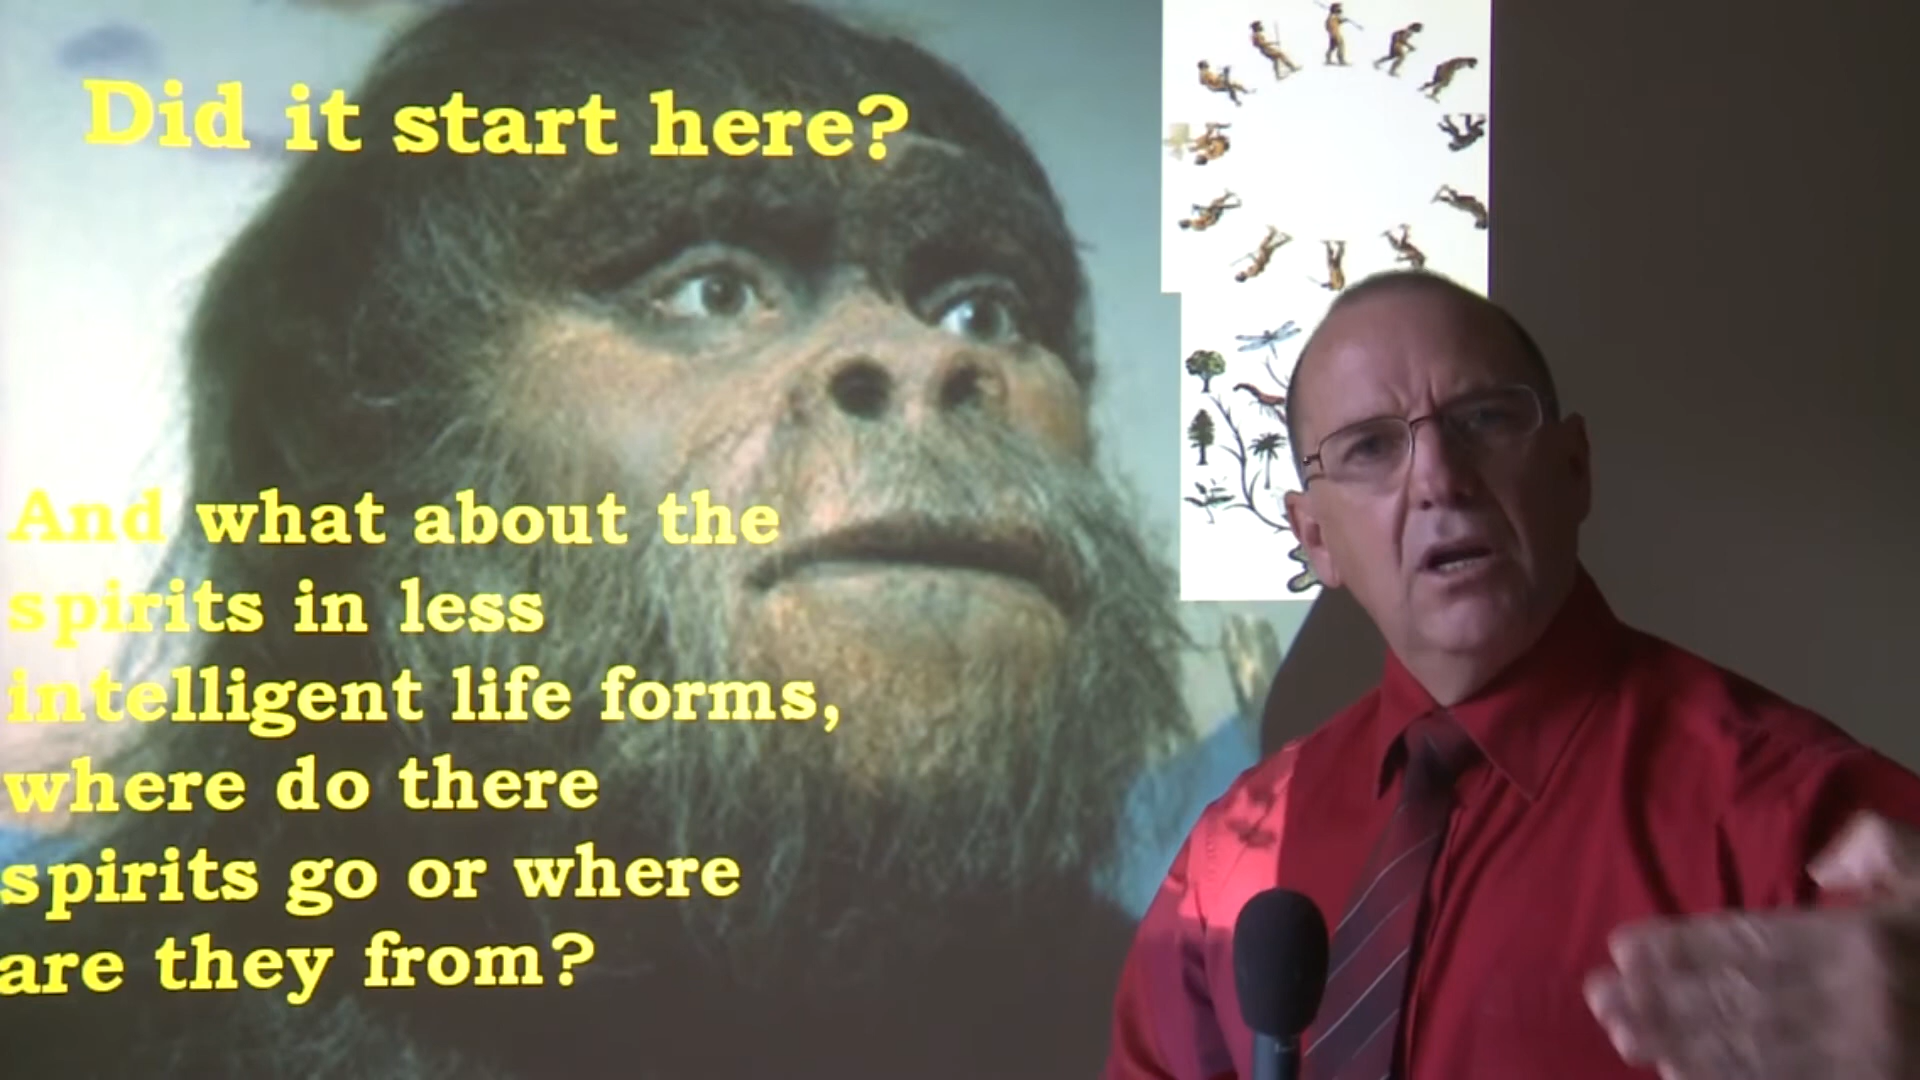 Did it start here?
And what about the
spirits in less
intelligent life forms,
where do there
spirits go or where
are they from?